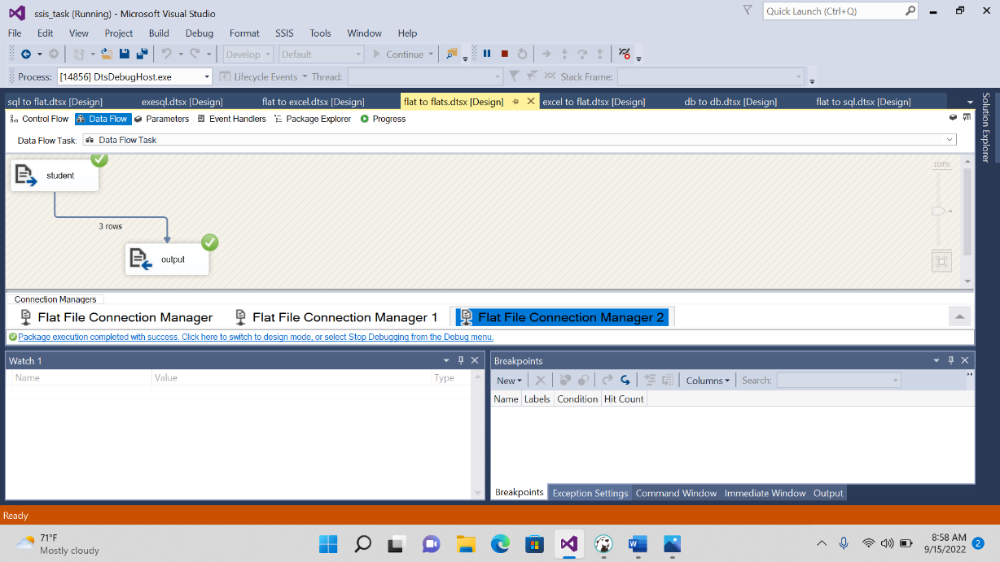 ssis_task (Running) - Microsoft Visual Studio
Quick Launch (Ctrl+Q)
File Edit View Project Build Debug Format SSIS Tools Window Help
Develop Default Continue
Process: [14856] DtsDebugHost.exe Lifecycle Events Thread: Stack Frame:
sql to flat.dtsx [Design] exesql.dtsx [Design] flat to excel.dtsx [Design] flat to flats.dtsx [Design] excel to flat.dtsx [Design] db to db.dtsx [Design] flat to sql.dtsx [Design]
Solution Explorer
Control Flow Data Flow Parameters Event Handlers Package Explorer Progress
Data Flow Task: Data Flow Task
100%
student
3 rows
output
Connection Managers
Flat File Connection Manager Flat File Connection Manager 1 Flat File Connection Manager 2
Package execution completed with success. Click here to switch to design mode, or select Stop Debugging from the Debug menu.
Watch 1
Name Value Type
Breakpoints
New Columns Search:
Name Labels Condition Hit Count
Breakpoints Exception Settings Command Window Immediate Window Output
Ready
71°F
Mostly cloudy
8:58 AM
9/15/2022
2